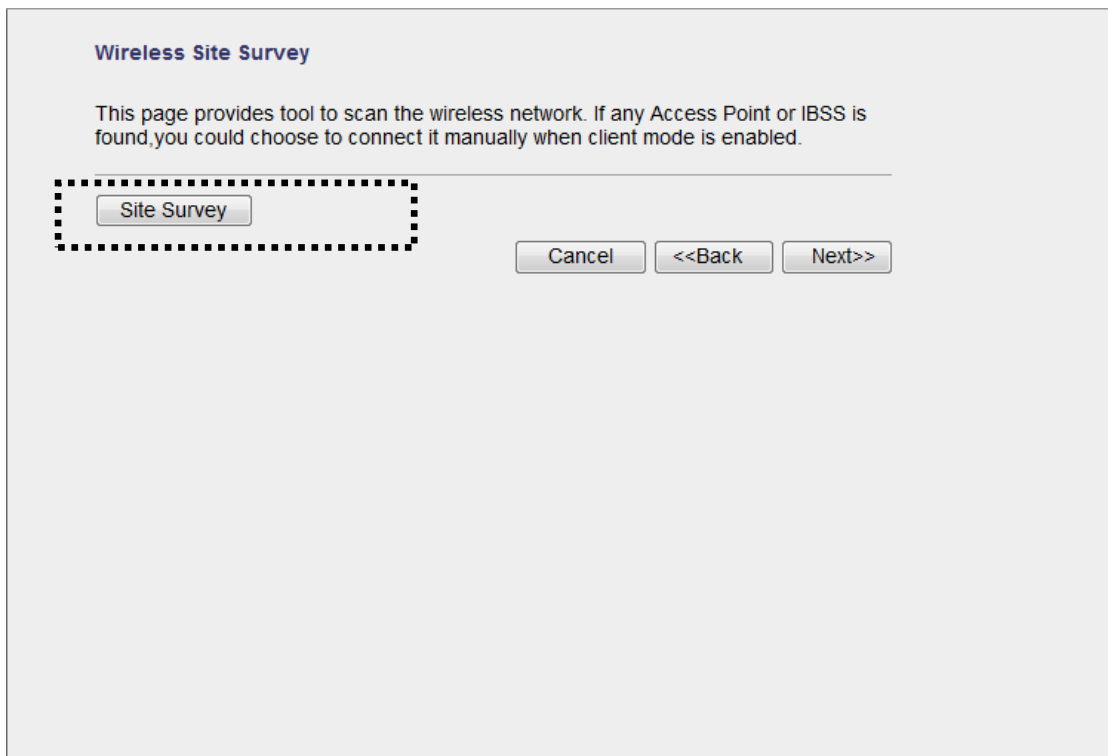 Wireless Site Survey
This page provides tool to scan the wireless network. If any Access Point or IBSS is
found,you could choose to connect it manually when client mode is enabled.
Site Survey
Cancel <<Back Next>>